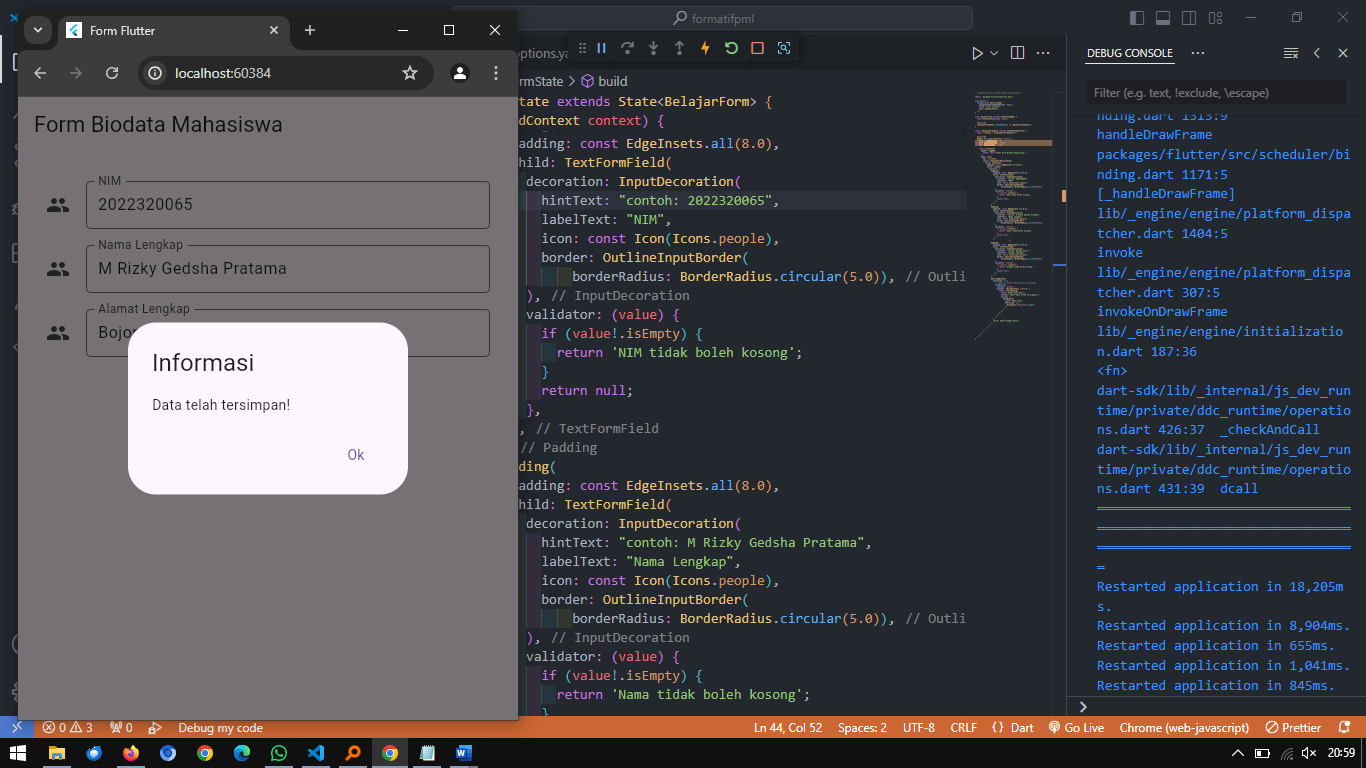 Form Flutter
localhost:60384
Form Biodata Mahasiswa
NIM
2022320065
Nama Lengkap
M Rizky Gedsha Pratama
Alamat Lengkap
Informasi
Data telah tersimpan!
Ok
formatifpml
options.ya
rmState > build
tate extends State<BelajarForm> {
dContext context) {
adding: const EdgeInsets.all(8.0),
hild: TextFormField(
decoration: InputDecoration(
hintText: "contoh: 2022320065",
labelText: "NIM",
icon: const Icon(Icons.people),
border: OutlineInputBorder(
borderRadius: BorderRadius.circular(5.0)), // Outli
), // InputDecoration
validator: (value) {
if (value!.isEmpty) {
return 'NIM tidak boleh kosong';
}
return null;
},
, // TextFormField
// Padding
ding(
adding: const EdgeInsets.all(8.0),
hild: TextFormField(
decoration: InputDecoration(
hintText: "contoh: M Rizky Gedsha Pratama",
labelText: "Nama Lengkap",
icon: const Icon(Icons.people),
border: OutlineInputBorder(
borderRadius: BorderRadius.circular(5.0)), // Outli
), // InputDecoration
validator: (value) {
if (value!.isEmpty) {
return 'Nama tidak boleh kosong';
}
DEBUG CONSOLE
Filter (e.g. text, !exclude, \escape)
nding.dart 1313:9
handleDrawFrame
packages/flutter/src/scheduler/bi
nding.dart 1171:5
[_handleDrawFrame]
lib/_engine/engine/platform_dispa
tcher.dart 1404:5
invoke
lib/_engine/engine/platform_dispa
tcher.dart 307:5
invokeOnDrawFrame
lib/_engine/engine/initializatio
n.dart 187:36
<fn>
dart-sdk/lib/_internal/js_dev_run
time/private/ddc_runtime/operatio
ns.dart 426:37 _checkAndCall
dart-sdk/lib/_internal/js_dev_run
time/private/ddc_runtime/operatio
ns.dart 431:39 dcall
=================================
=================================
=================================
=
Restarted application in 18,205m
s.
Restarted application in 8,904ms.
Restarted application in 655ms.
Restarted application in 1,041ms.
Restarted application in 845ms.
0 3 0 Debug my code Ln 44, Col 52 Spaces: 2 UTF-8 CRLF {} Dart Go Live Chrome (web-javascript) Prettier
20:59